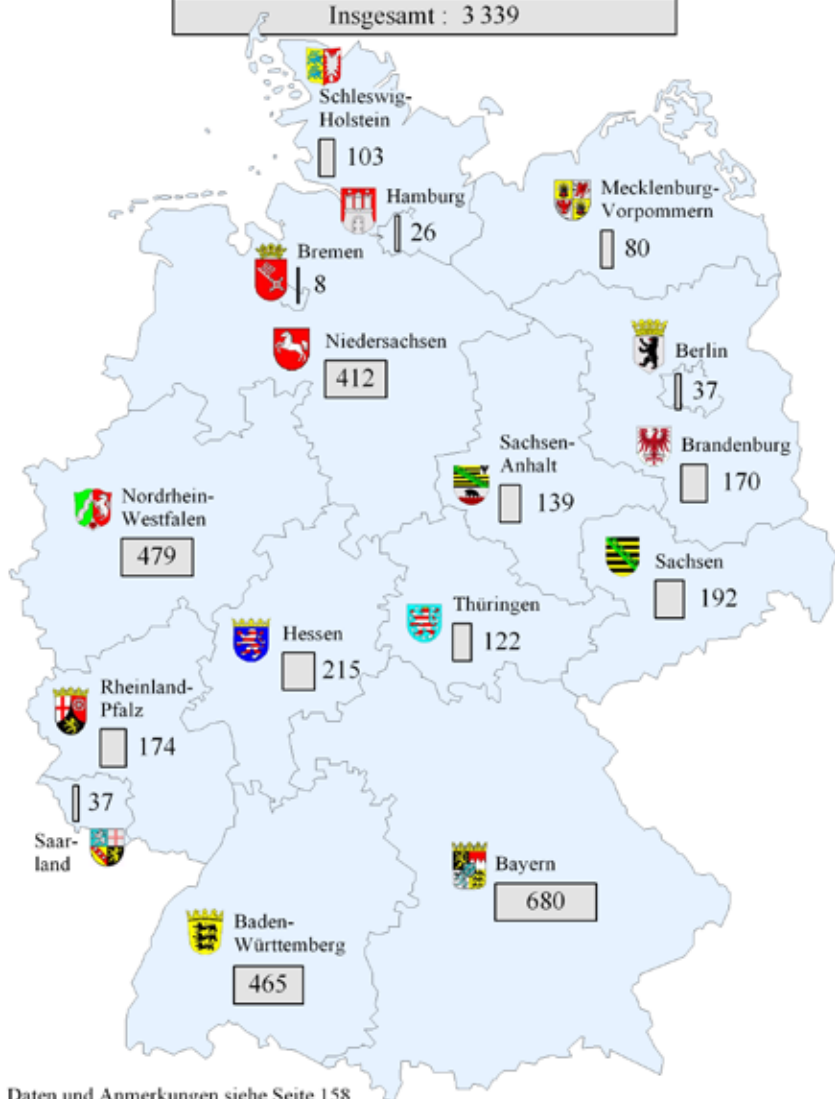 Insgesamt : 3 339
Schleswig-
Holstein
103
Hamburg
26
Mecklenburg-
Vorpommern
80
Bremen
8
Niedersachsen
412
Berlin
37
Brandenburg
170
Sachsen-
Anhalt
139
Nordrhein-
Westfalen
479
Sachsen
192
Thüringen
122
Hessen
215
Rheinland-
Pfalz
174
37
Saar-
land
Bayern
680
Baden-
Württemberg
465
Daten und Anmerkungen siehe Seite 158